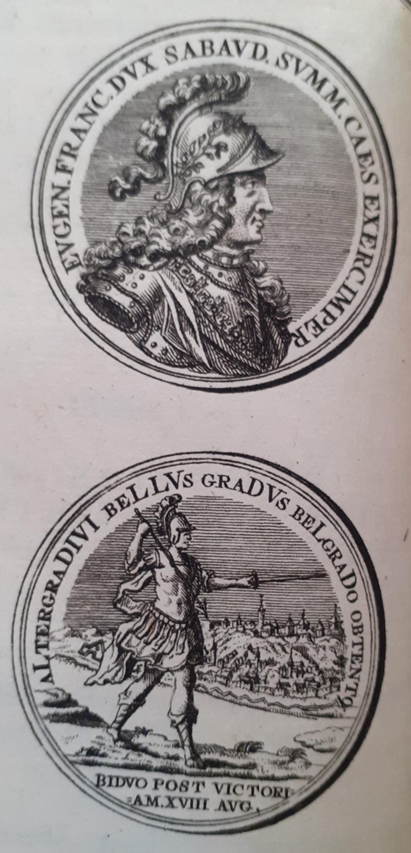 EVGEN. FRANC. DVX SABAVD. SVMM. CAES EXERC. IMPER
ALTER GRADIVI BELLVs GRADVs BELGRADO OBTENTO
BIDVO POST VICTORI-
AM. XVIII AVG.